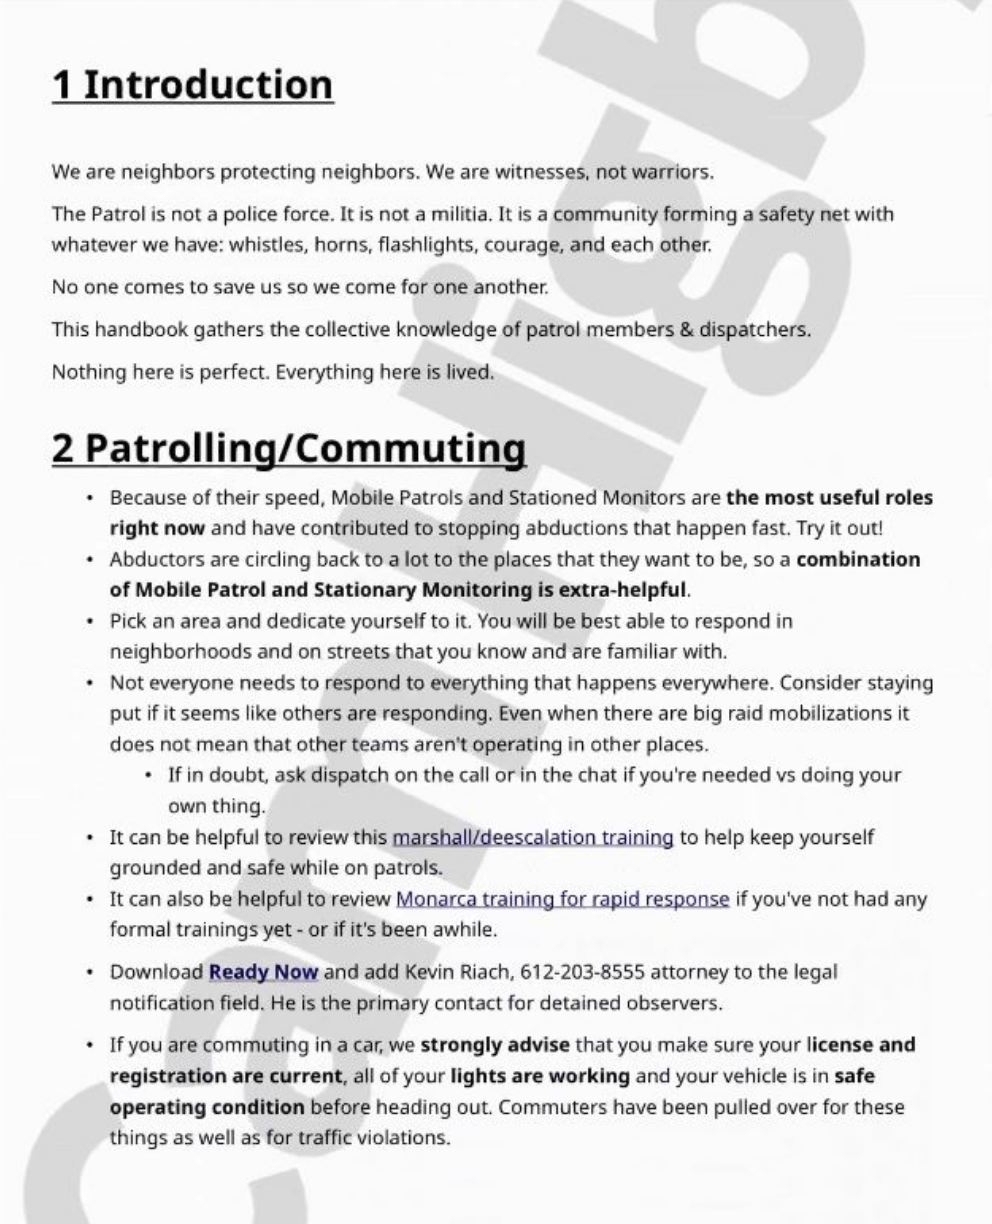 1 Introduction
We are neighbors protecting neighbors. We are witnesses, not warriors.
The Patrol is not a police force. It is not a militia. It is a community forming a safety net with
whatever we have: whistles, horns, flashlights, courage, and each other.
No one comes to save us so we come for one another.
This handbook gathers the collective knowledge of patrol members & dispatchers.
Nothing here is perfect. Everything here is lived.
2 Patrolling/Commuting
• Because of their speed, Mobile Patrols and Stationed Monitors are the most useful roles
right now and have contributed to stopping abductions that happen fast. Try it out!
• Abductors are circling back to a lot to the places that they want to be, so a combination
of Mobile Patrol and Stationary Monitoring is extra-helpful.
• Pick an area and dedicate yourself to it. You will be best able to respond in
neighborhoods and on streets that you know and are familiar with.
• Not everyone needs to respond to everything that happens everywhere. Consider staying
put if it seems like others are responding. Even when there are big raid mobilizations it
does not mean that other teams aren't operating in other places.
• If in doubt, ask dispatch on the call or in the chat if you're needed vs doing your
own thing.
• It can be helpful to review this marshall/deescalation training to help keep yourself
grounded and safe while on patrols.
• It can also be helpful to review Monarca training for rapid response if you've not had any
formal trainings yet - or if it's been awhile.
• Download Ready Now and add Kevin Riach, 612-203-8555 attorney to the legal
notification field. He is the primary contact for detained observers.
• If you are commuting in a car, we strongly advise that you make sure your license and
registration are current, all of your lights are working and your vehicle is in safe
operating condition before heading out. Commuters have been pulled over for these
things as well as for traffic violations.
Cam Higb